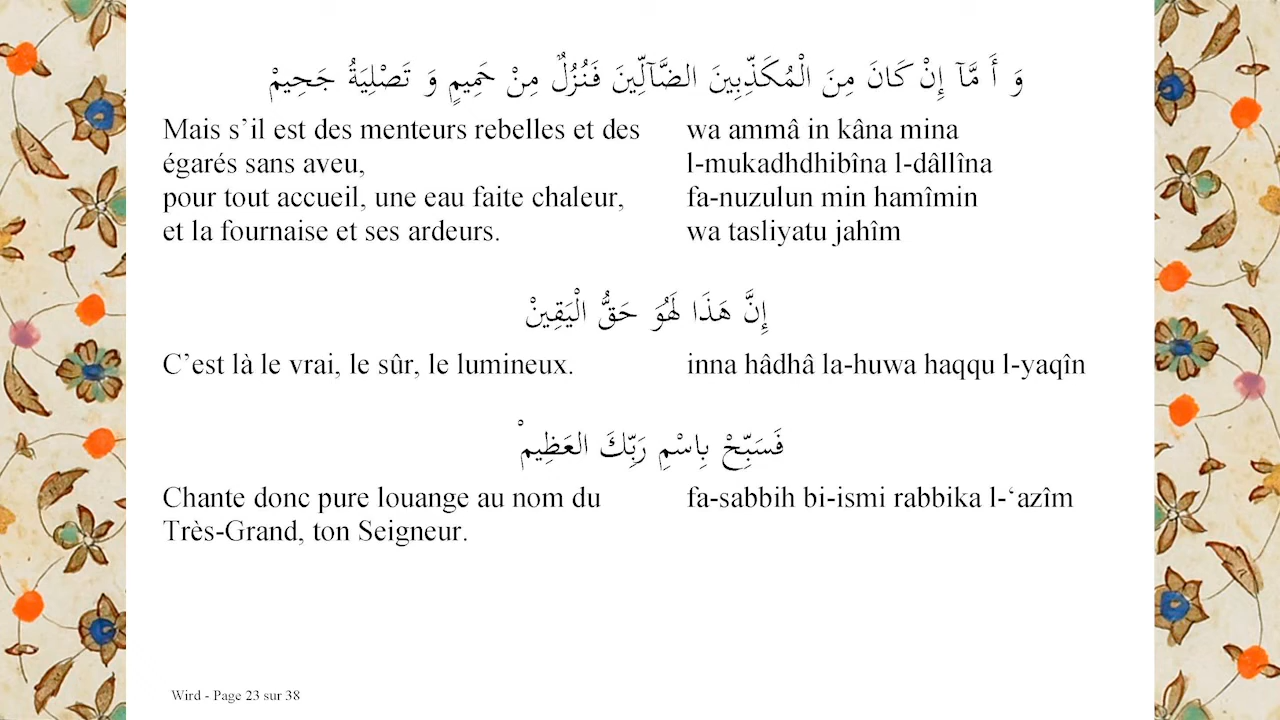 وَ أَ مَّآ إِنْ كَانَ مِنَ الْمُكَذِّبِينَ الضَّآلِّينَ فَنُزُلٌ مِنْ حَمِيمٍ وَ تَصْلِيَةُ جَحِيمْ
Mais s’il est des menteurs rebelles et des
égarés sans aveu,
pour tout accueil, une eau faite chaleur,
et la fournaise et ses ardeurs.
wa ammâ in kâna mina
l-mukadhdhibîna l-dâllîna
fa-nuzulun min hamîmin
wa tasliyatu jahîm
إِنَّ هَذَا لَهُوَ حَقُّ الْيَقِينْ
C’est là le vrai, le sûr, le lumineux.
inna hâdhâ la-huwa haqqu l-yaqîn
فَسَبِّحْ بِاسْمِ رَبِّكَ العَظِيمْ
Chante donc pure louange au nom du
Très-Grand, ton Seigneur.
fa-sabbih bi-ismi rabbika l-‘azîm
Wird - Page 23 sur 38